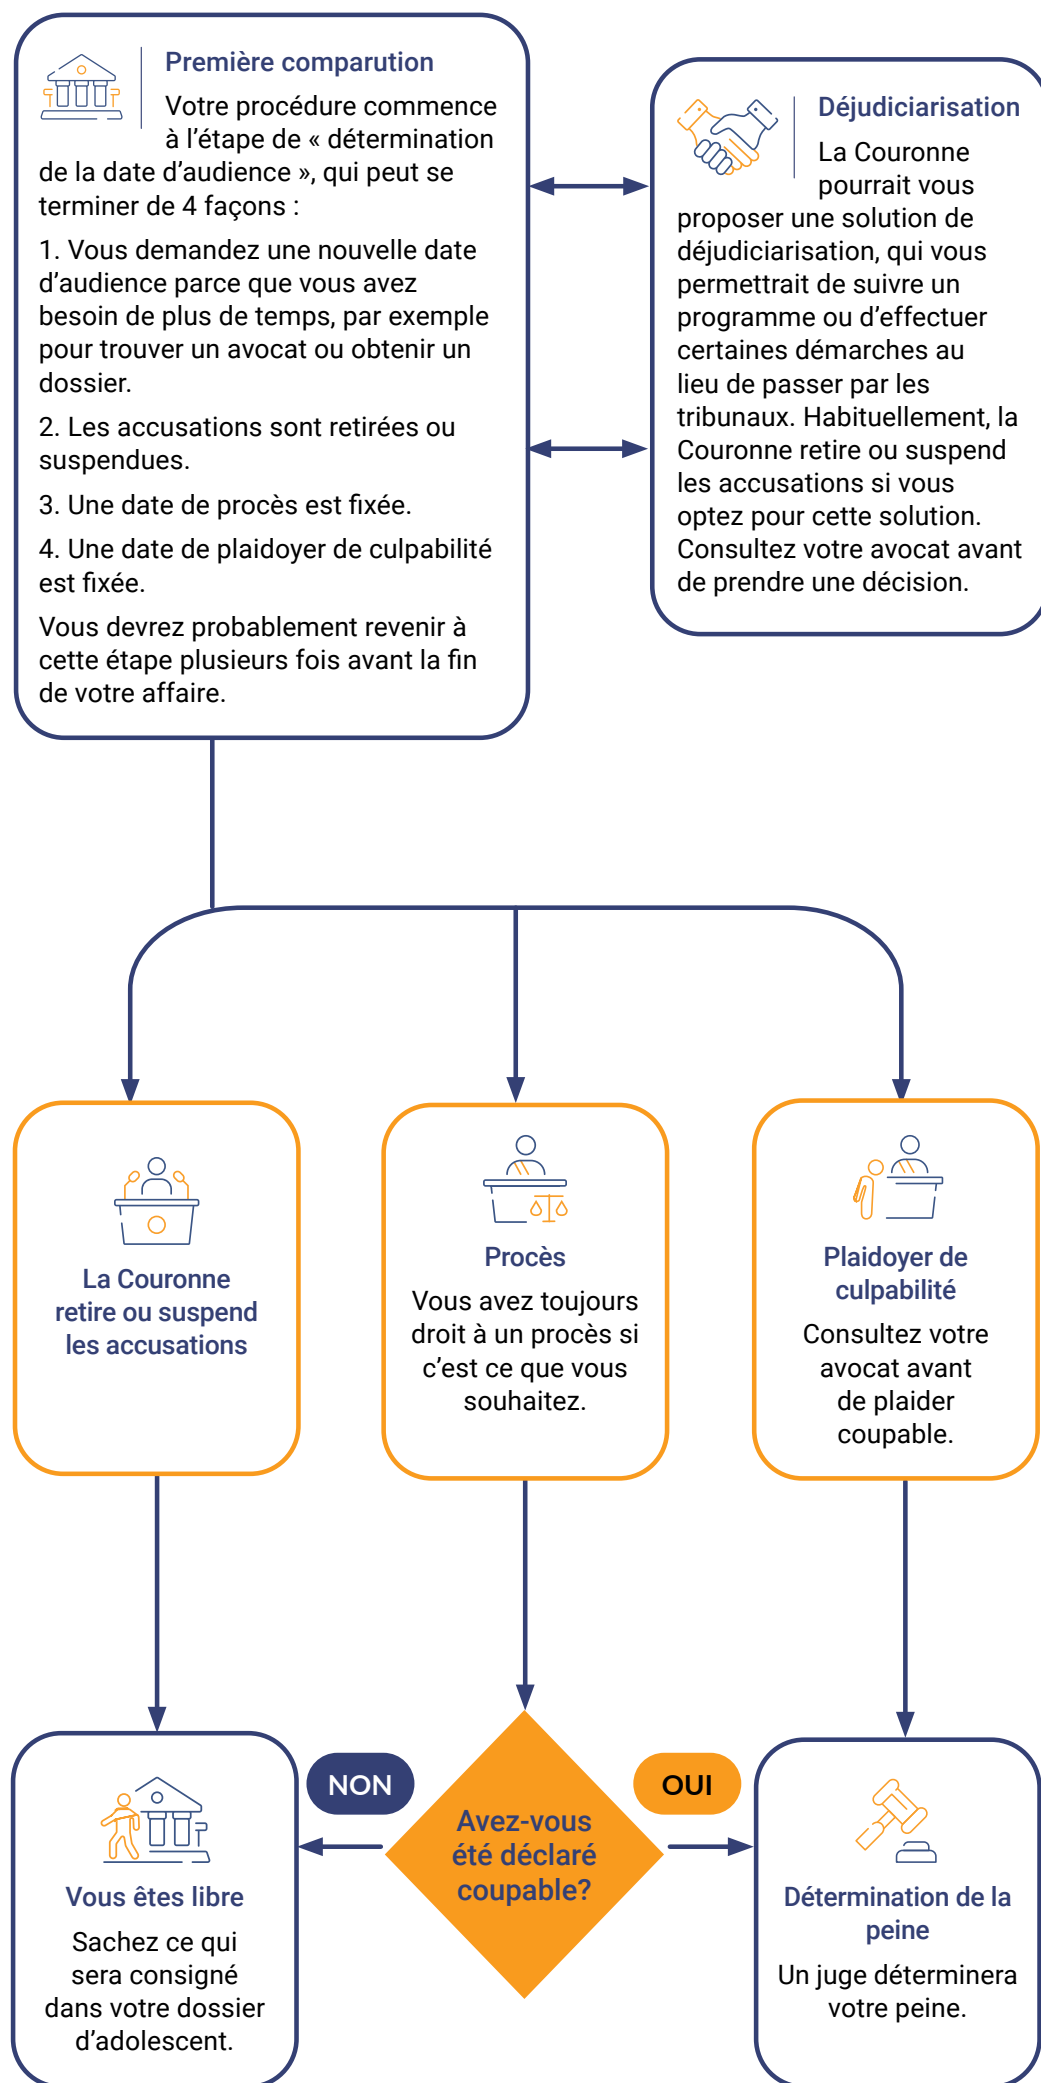 Première comparution
Votre procédure commence
à l’étape de « détermination
de la date d’audience », qui peut se
terminer de 4 façons :
1. Vous demandez une nouvelle date
d’audience parce que vous avez
besoin de plus de temps, par exemple
pour trouver un avocat ou obtenir un
dossier.
2. Les accusations sont retirées ou
suspendues.
3. Une date de procès est fixée.
4. Une date de plaidoyer de culpabilité
est fixée.
Vous devrez probablement revenir à
cette étape plusieurs fois avant la fin
de votre affaire.
Déjudiciarisation
La Couronne
pourrait vous
proposer une solution de
déjudiciarisation, qui vous
permettrait de suivre un
programme ou d’effectuer
certaines démarches au
lieu de passer par les
tribunaux. Habituellement, la
Couronne retire ou suspend
les accusations si vous
optez pour cette solution.
Consultez votre avocat avant
de prendre une décision.
La Couronne
retire ou suspend
les accusations
Procès
Vous avez toujours
droit à un procès si
c’est ce que vous
souhaitez.
Plaidoyer de
culpabilité
Consultez votre
avocat avant
de plaider
coupable.
Vous êtes libre
Sachez ce qui
sera consigné
dans votre dossier
d’adolescent.
NON
Avez-vous
été déclaré
coupable?
OUI
Détermination de la
peine
Un juge déterminera
votre peine.